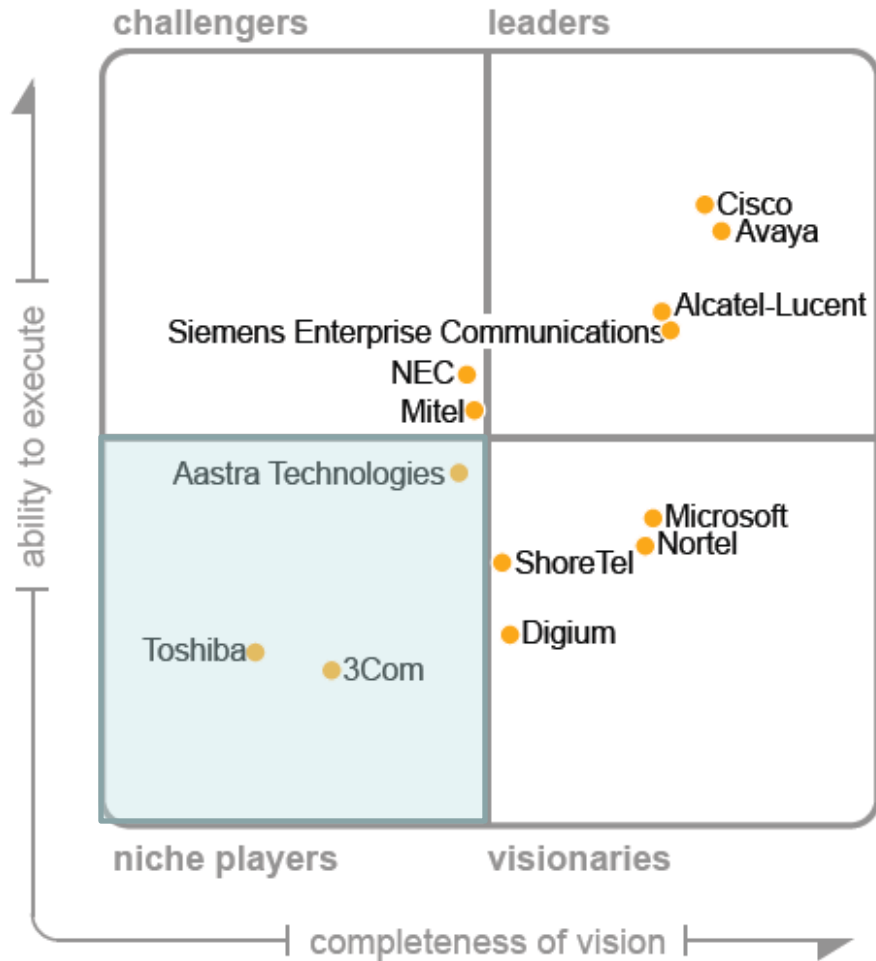 challengers
leaders
Cisco
Avaya
Alcatel-Lucent
Siemens Enterprise Communications
NEC
Mitel
ability to execute
Aastra Technologies
Microsoft
Nortel
ShoreTel
Digium
Toshiba
3Com
niche players
visionaries
completeness of vision